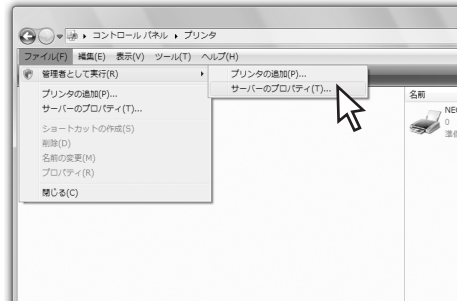 コントロール パネル ▸ プリンタ
ファイル(F) 編集(E) 表示(V) ツール(T) ヘルプ(H)
管理者として実行(R)
プリンタの追加(P)...
サーバーのプロパティ(T)...
プリンタの追加(P)...
サーバーのプロパティ(T)...
ショートカットの作成(S)
削除(D)
名前の変更(M)
プロパティ(R)
閉じる(C)
名前
NE
0
準備